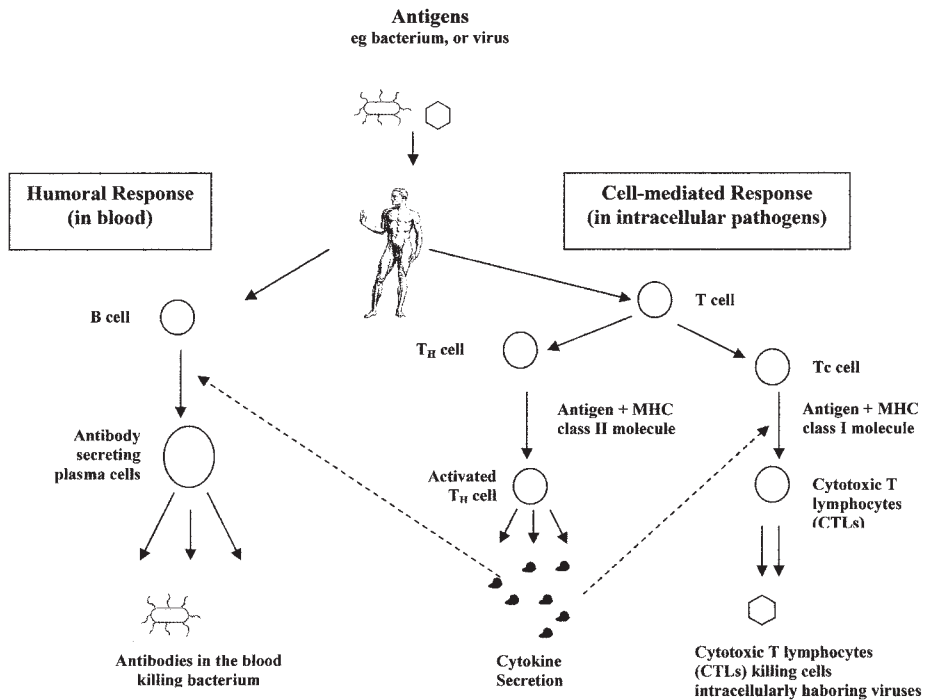 Antigens
eg bacterium, or virus
Humoral Response
(in blood)
Cell-mediated Response
(in intracellular pathogens)
B cell
T cell
TH cell
Tc cell
Antigen + MHC
class II molecule
Antigen + MHC
class I molecule
Antibody
secreting
plasma cells
Activated
TH cell
Cytotoxic T
lymphocytes
(CTLs)
Antibodies in the blood
killing bacterium
Cytokine
Secretion
Cytotoxic T lymphocytes
(CTLs) killing cells
intracellularly haboring viruses